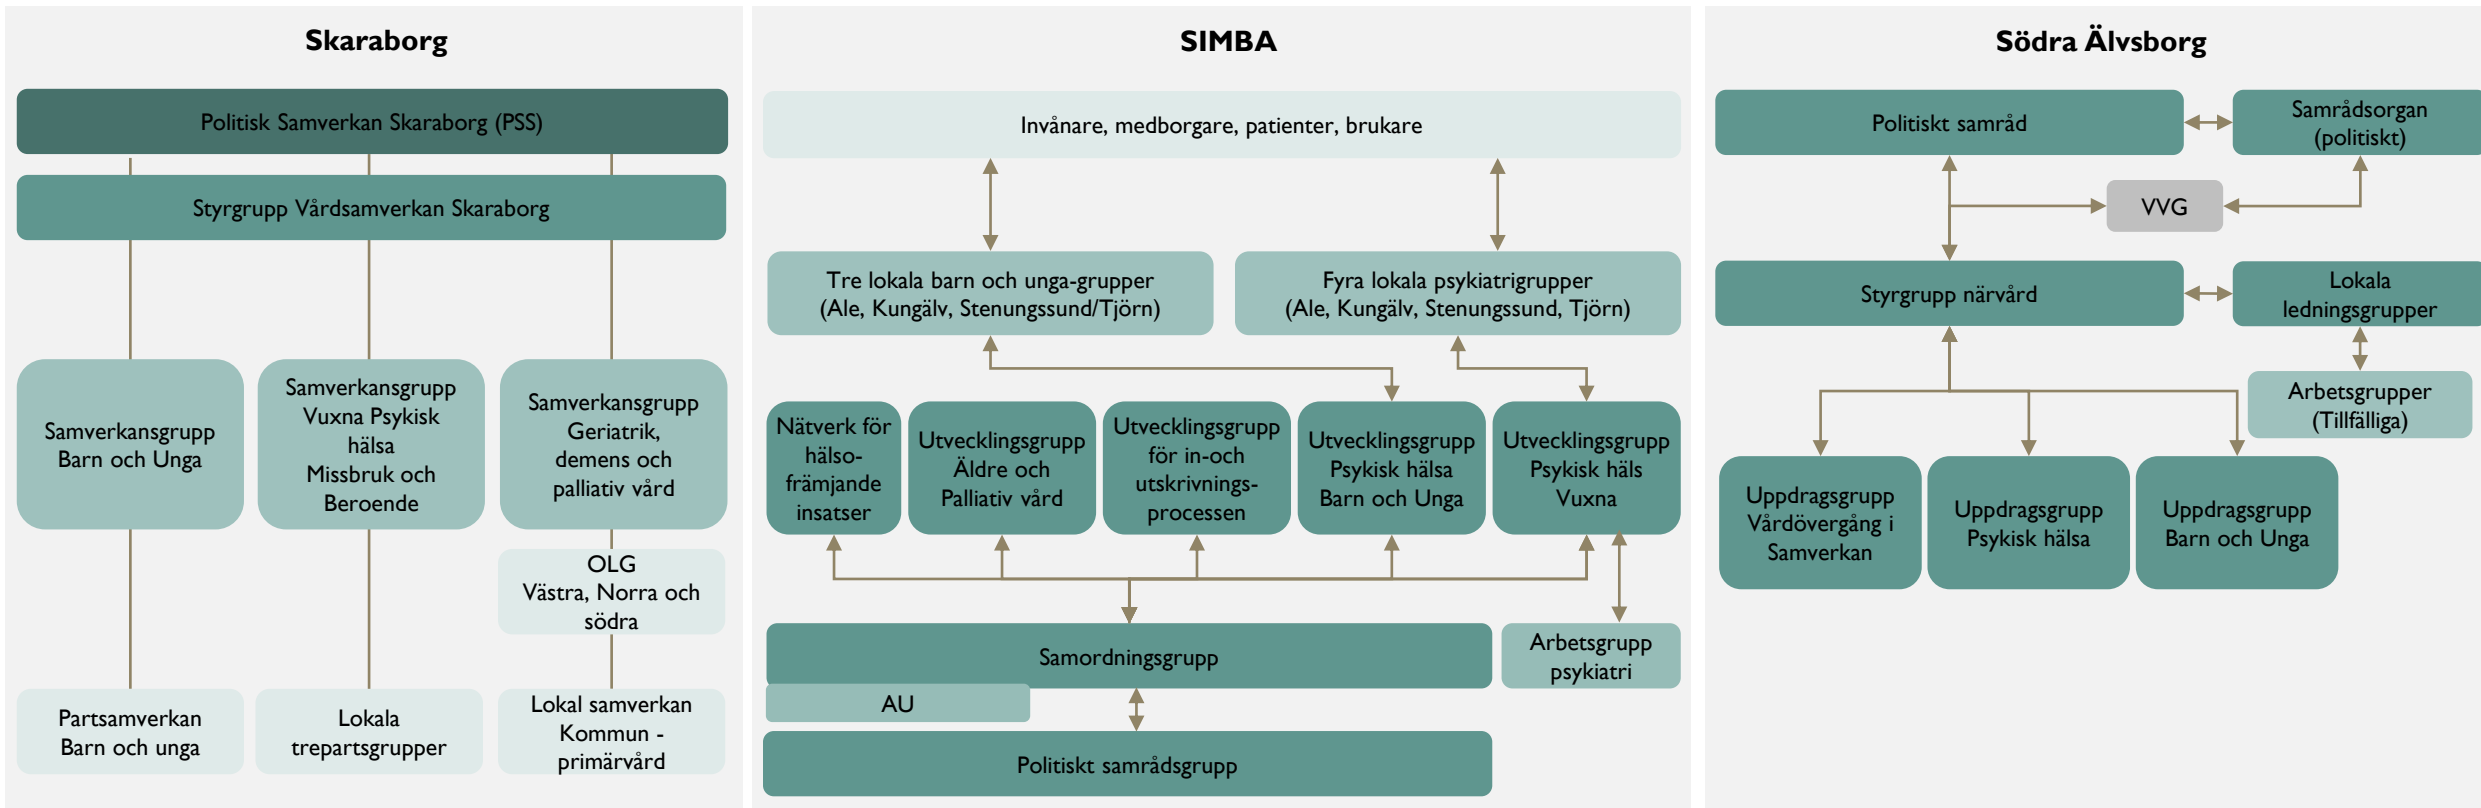 Skaraborg
Politisk Samverkan Skaraborg (PSS)
Styrgrupp Vårdsamverkan Skaraborg
Samverkansgrupp
Barn och Unga
Samverkansgrupp
Vuxna Psykisk
hälsa
Missbruk och
Beroende
Samverkansgrupp
Geriatrik,
demens och
palliativ vård
OLG
Västra, Norra och
södra
Partsamverkan
Barn och unga
Lokala
trepartsgrupper
Lokal samverkan
Kommun -
primärvård
SIMBA
Invånare, medborgare, patienter, brukare
Tre lokala barn och unga-grupper
(Ale, Kungälv, Stenungssund/Tjörn)
Fyra lokala psykiatrigrupper
(Ale, Kungälv, Stenungssund, Tjörn)
Nätverk för
hälso-
främjande
insatser
Utvecklingsgrupp
Äldre och
Palliativ vård
Utvecklingsgrupp
för in-och
utskrivnings-
processen
Utvecklingsgrupp
Psykisk hälsa
Barn och Unga
Utvecklingsgrupp
Psykisk häls
Vuxna
Samordningsgrupp
Arbetsgrupp
psykiatri
AU
Politiskt samrådsgrupp
Södra Älvsborg
Politiskt samråd
Samrådsorgan
(politiskt)
VVG
Styrgrupp närvård
Lokala
ledningsgrupper
Arbetsgrupper
(Tillfälliga)
Uppdragsgrupp
Vårdövergång i
Samverkan
Uppdragsgrupp
Psykisk hälsa
Uppdragsgrupp
Barn och Unga